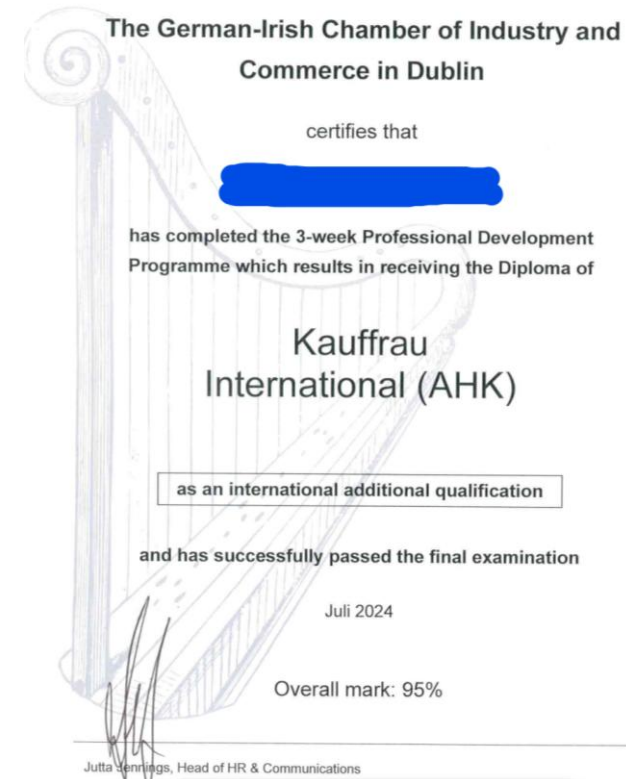 The German-Irish Chamber of Industry and
Commerce in Dublin
certifies that
has completed the 3-week Professional Development
Programme which results in receiving the Diploma of
Kauffrau
International (AHK)
as an international additional qualification
and has successfully passed the final examination
Juli 2024
Overall mark: 95%
Jutta Jennings, Head of HR & Communications